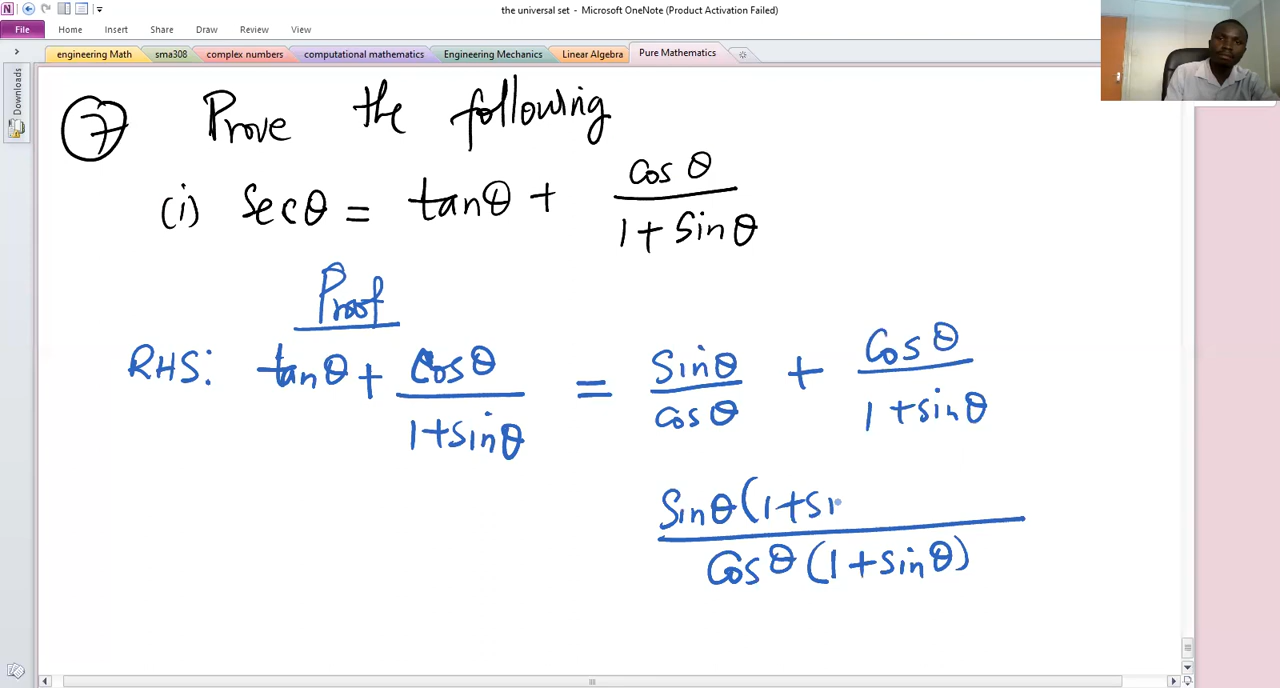 the universal set - Microsoft OneNote (Product Activation Failed)
File Home Insert Share Draw Review View
engineering Math sma308 complex numbers computational mathematics Engineering Mechanics Linear Algebra Pure Mathematics
Downloads
⑦ Prove the following
(i) Secθ = tanθ + cosθ / 1 + Sinθ
Proof
RHS: tanθ + Cosθ / 1+sinθ = Sinθ / cosθ + Cosθ / 1 + sinθ
Sinθ(1+sı / Cosθ(1+sinθ)